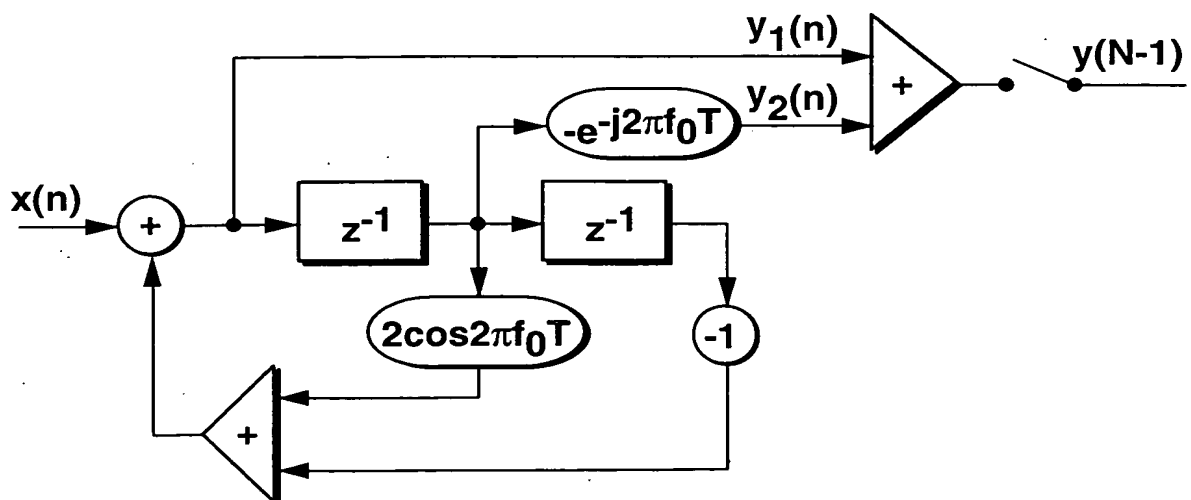 y₁(n)
y(N-1)
+
y₂(n)
-e-j2πf₀T
x(n)
+
z⁻¹
z⁻¹
2cos2πf₀T
-1
+